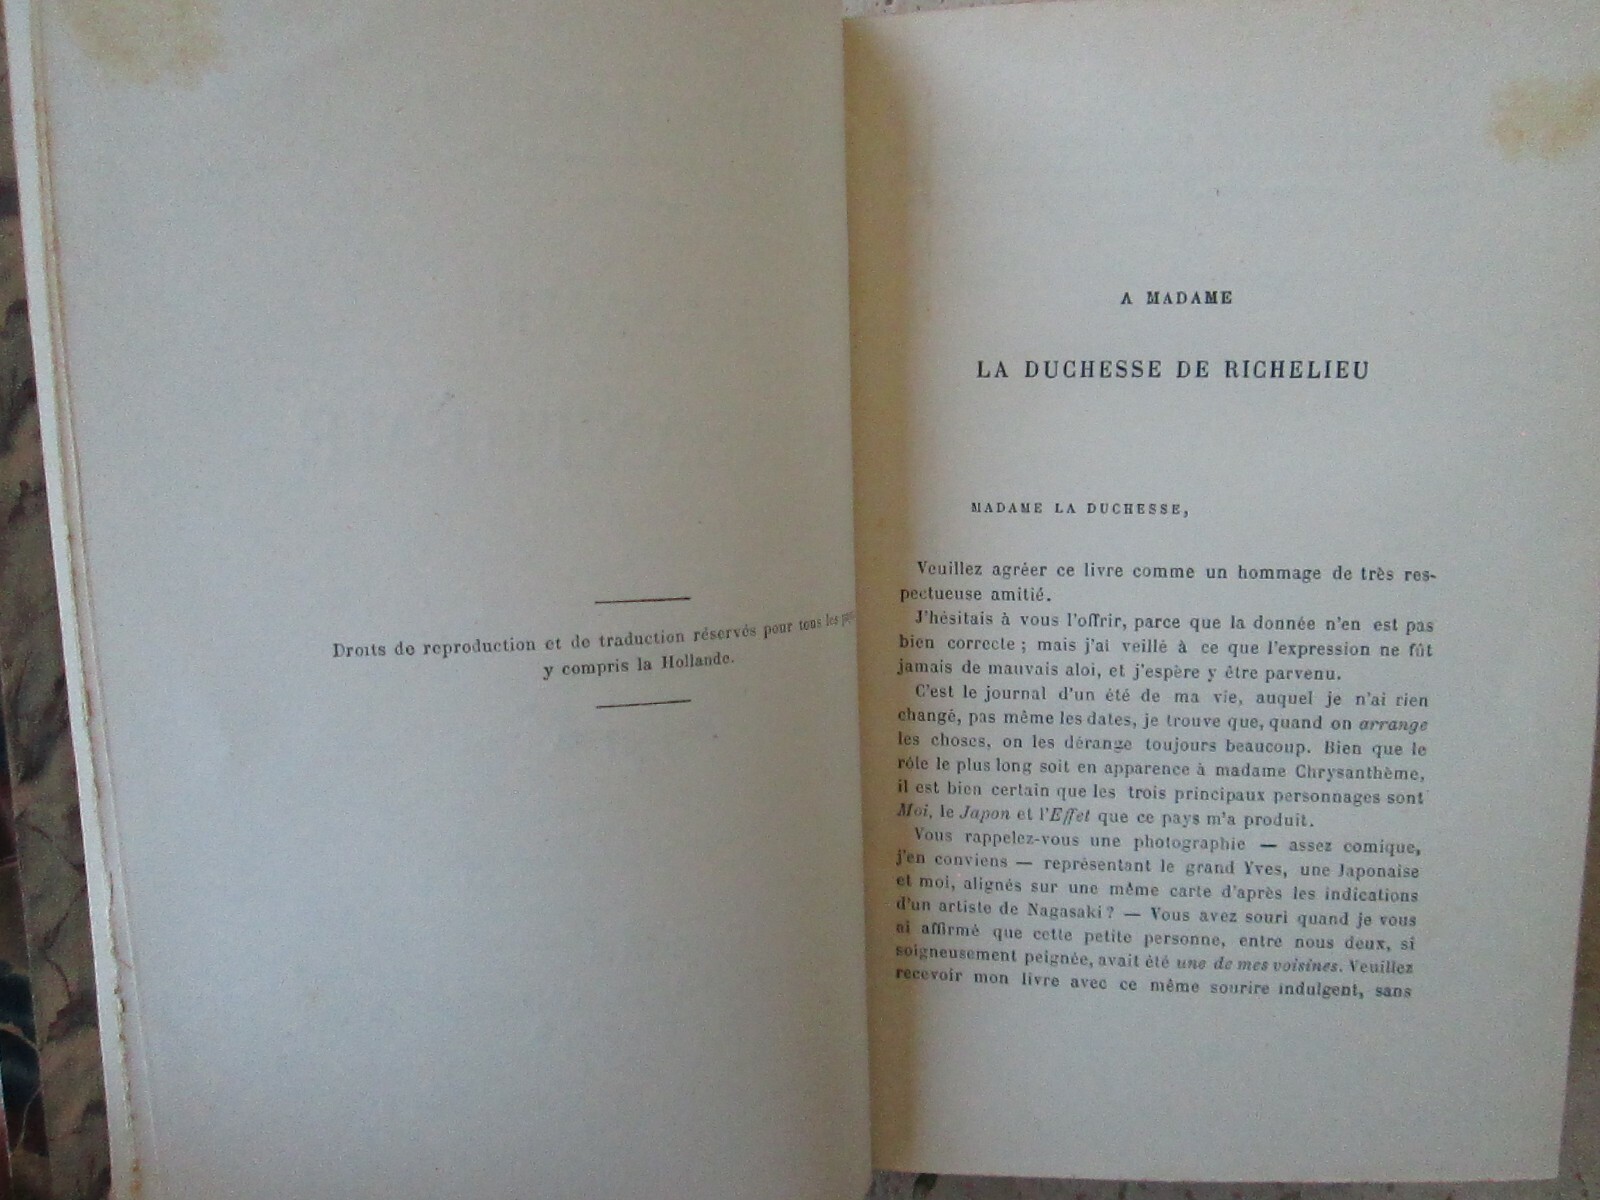 Droits de reproduction et de traduction réservés pour tous les
y compris la Hollande.
A MADAME
LA DUCHESSE DE RICHELIEU
MADAME LA DUCHESSE,
Veuillez agréer ce livre comme un hommage de très res-
pectueuse amitié.
J'hésitais à vous l'offrir, parce que la donnée n'en est pas
bien correcte ; mais j'ai veillé à ce que l'expression ne fût
jamais de mauvais aloi, et j'espère y être parvenu.
C'est le journal d'un été de ma vie, auquel je n'ai rien
changé, pas même les dates, je trouve que, quand on arrange
les choses, on les dérange toujours beaucoup. Bien que le
rôle le plus long soit en apparence à madame Chrysanthème,
il est bien certain que les trois principaux personnages sont
Moi, le Japon et l'Effet que ce pays m'a produit.
Vous rappelez-vous une photographie — assez comique,
j'en conviens — représentant le grand Yves, une Japonaise
et moi, alignés sur une même carte d'après les indications
d'un artiste de Nagasaki ? — Vous avez souri quand je vous
ai affirmé que cette petite personne, entre nous deux, si
soigneusement peignée, avait été une de mes voisines. Veuillez
recevoir mon livre avec ce même sourire indulgent, sans